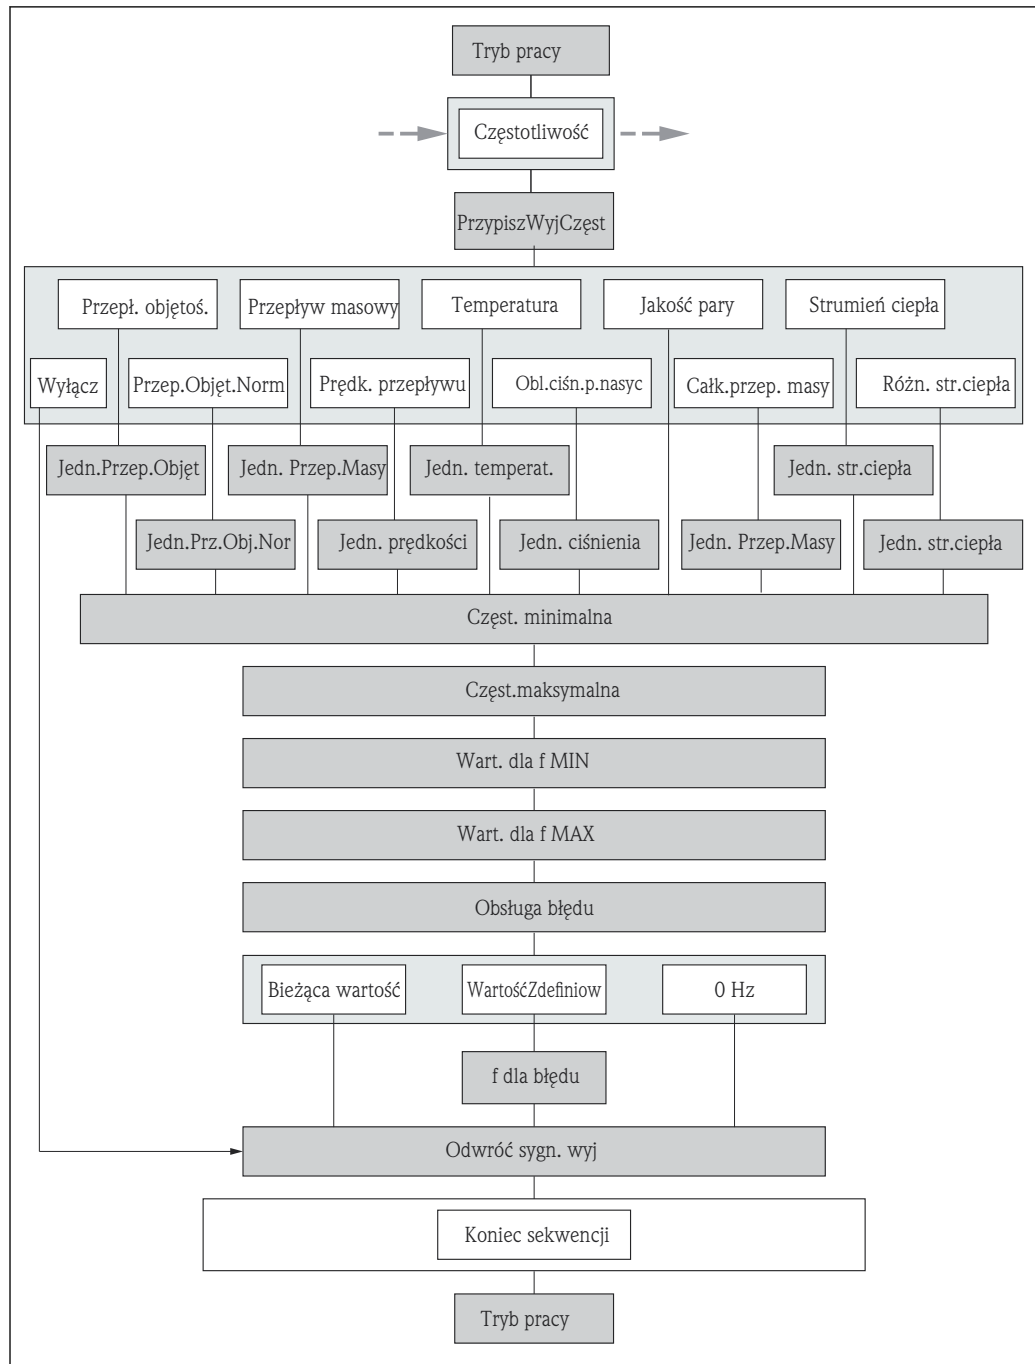 Tryb pracy
Częstotliwość
PrzypiszWyjCzęst
Przepł. objętoś.
Przepływ masowy
Temperatura
Jakość pary
Strumień ciepła
Wyłącz
Przep.Objęt.Norm
Prędk. przepływu
Obl.ciśn.p.nasyc
Całk.przep. masy
Różn. str.ciepła
Jedn.Przep.Objęt
Jedn. Przep.Masy
Jedn. temperat.
Jedn. str.ciepła
Jedn.Prz.Obj.Nor
Jedn. prędkości
Jedn. ciśnienia
Jedn. Przep.Masy
Jedn. str.ciepła
Częst. minimalna
Częst.maksymalna
Wart. dla f MIN
Wart. dla f MAX
Obsługa błędu
Bieżąca wartość
WartośćZdefiniow
0 Hz
f dla błędu
Odwróć sygn. wyj
Koniec sekwencji
Tryb pracy